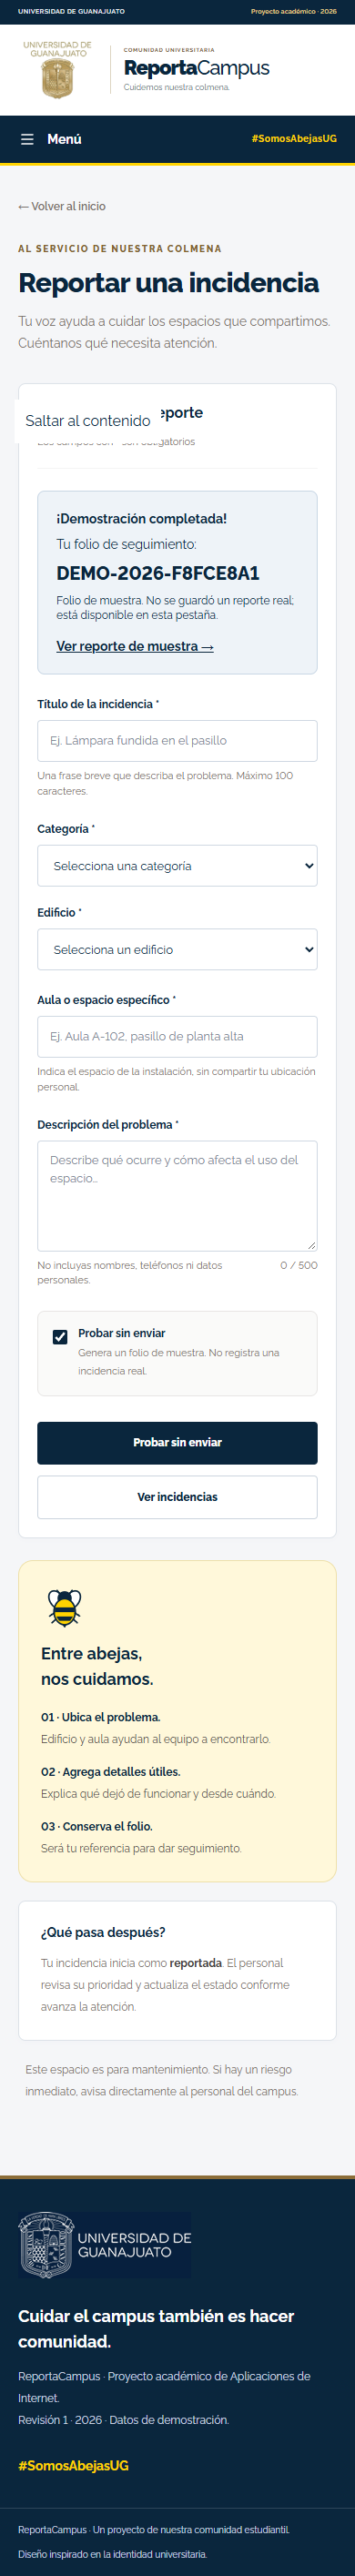 UNIVERSIDAD DE GUANAJUATO
Proyecto académico · 2026
UNIVERSIDAD DE
GUANAJUATO
COMUNIDAD UNIVERSITARIA
ReportaCampus
Cuidemos nuestra colmena.
Menú
#SomosAbejasUG
← Volver al inicio
AL SERVICIO DE NUESTRA COLMENA
Reportar una incidencia
Tu voz ayuda a cuidar los espacios que compartimos.
Cuéntanos qué necesita atención.
eporte
Saltar al contenido
¡Demostración completada!
Tu folio de seguimiento:
DEMO-2026-F8FCE8A1
Folio de muestra. No se guardó un reporte real;
está disponible en esta pestaña.
Ver reporte de muestra →
Título de la incidencia *
Ej. Lámpara fundida en el pasillo
Una frase breve que describa el problema. Máximo 100
caracteres.
Categoría *
Selecciona una categoría
Edificio *
Selecciona un edificio
Aula o espacio específico *
Ej. Aula A-102, pasillo de planta alta
Indica el espacio de la instalación, sin compartir tu ubicación
personal.
Descripción del problema *
Describe qué ocurre y cómo afecta el uso del
espacio...
No incluyas nombres, teléfonos ni datos
personales.
0 / 500
Probar sin enviar
Genera un folio de muestra. No registra una
incidencia real.
Probar sin enviar
Ver incidencias
Entre abejas,
nos cuidamos.
01 · Ubica el problema.
Edificio y aula ayudan al equipo a encontrarlo.
02 · Agrega detalles útiles.
Explica qué dejó de funcionar y desde cuándo.
03 · Conserva el folio.
Será tu referencia para dar seguimiento.
¿Qué pasa después?
Tu incidencia inicia como reportada. El personal
revisa su prioridad y actualiza el estado conforme
avanza la atención.
Este espacio es para mantenimiento. Si hay un riesgo
inmediato, avisa directamente al personal del campus.
UNIVERSIDAD DE
GUANAJUATO
Cuidar el campus también es hacer
comunidad.
ReportaCampus · Proyecto académico de Aplicaciones de
Internet.
Revisión 1 · 2026 · Datos de demostración.
#SomosAbejasUG
ReportaCampus · Un proyecto de nuestra comunidad estudiantil.
Diseño inspirado en la identidad universitaria.